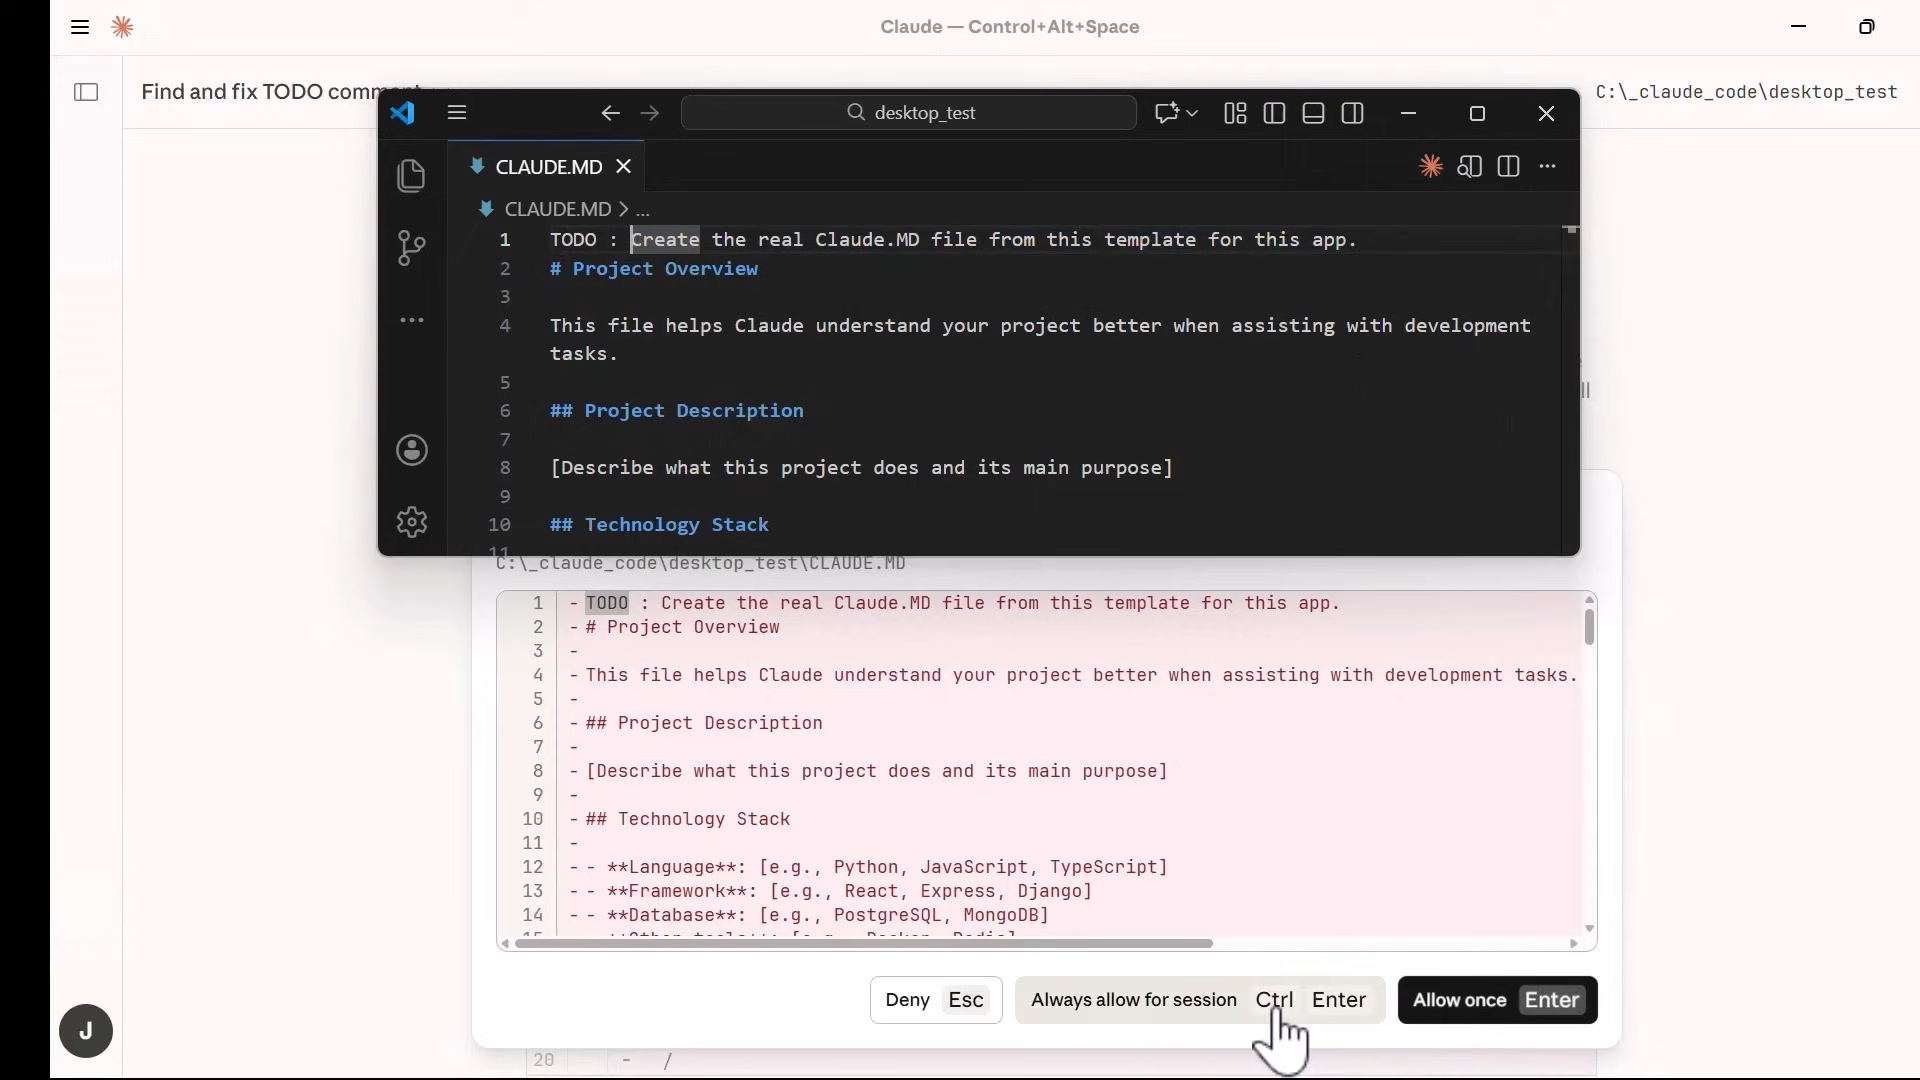 Claude — Control+Alt+Space
Find and fix TODO comment
C:\_claude_code\desktop_test
desktop_test
CLAUDE.MD
CLAUDE.MD > ...
1 TODO : Create the real Claude.MD file from this template for this app.
2 # Project Overview
3
4 This file helps Claude understand your project better when assisting with development
tasks.
5
6 ## Project Description
7
8 [Describe what this project does and its main purpose]
9
10 ## Technology Stack
11
C:\_claude_code\desktop_test\CLAUDE.MD
1 - TODO : Create the real Claude.MD file from this template for this app.
2 - # Project Overview
3 -
4 - This file helps Claude understand your project better when assisting with development tasks.
5 -
6 - ## Project Description
7 -
8 - [Describe what this project does and its main purpose]
9 -
10 - ## Technology Stack
11 -
12 - - **Language**: [e.g., Python, JavaScript, TypeScript]
13 - - **Framework**: [e.g., React, Express, Django]
14 - - **Database**: [e.g., PostgreSQL, MongoDB]
Deny Esc
Always allow for session Ctrl Enter
Allow once Enter
J
20 - /